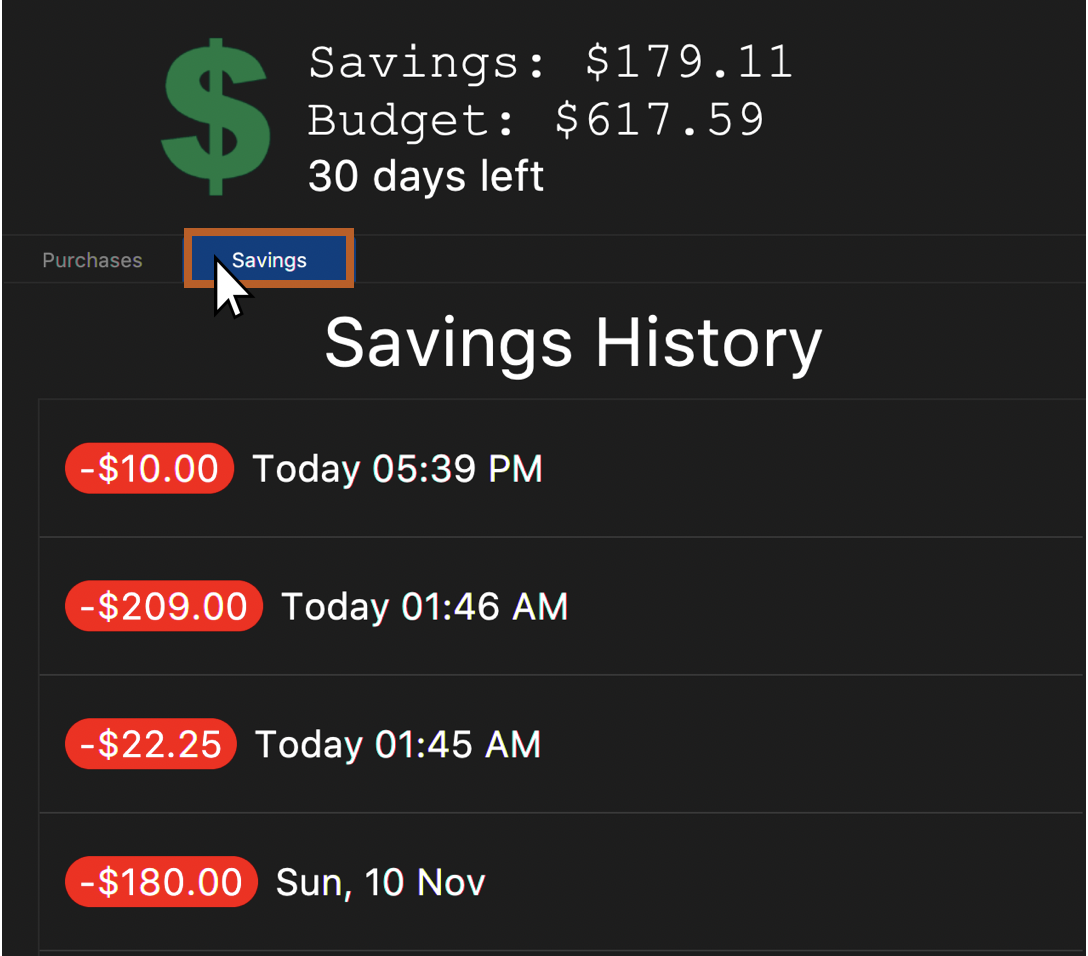 $
Savings: $179.11
Budget: $617.59
30 days left
Purchases
Savings
Savings History
-$10.00 Today 05:39 PM
-$209.00 Today 01:46 AM
-$22.25 Today 01:45 AM
-$180.00 Sun, 10 Nov